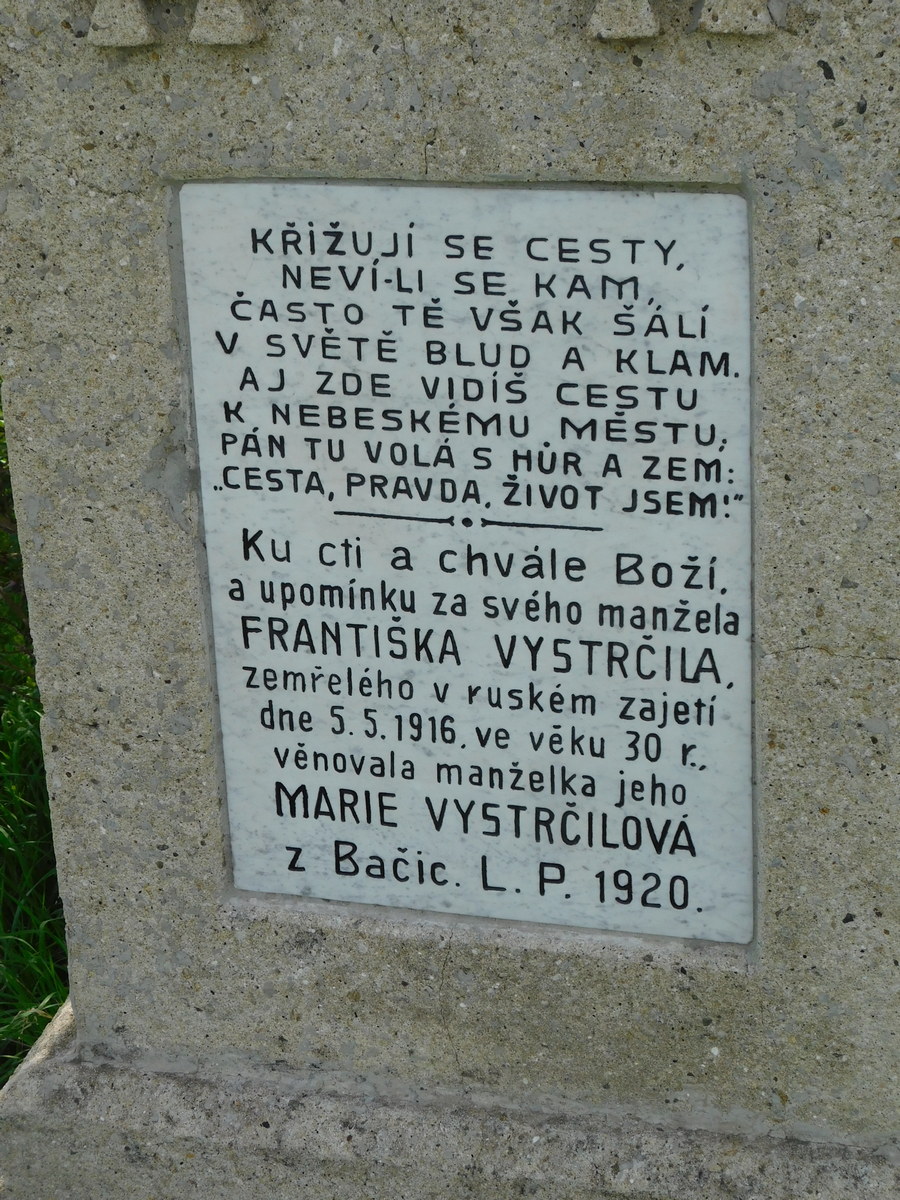 KŘIŽUJÍ SE CESTY,
NEVÍ-LI SE KAM,
ČASTO TĚ VŠAK ŠÁLÍ
V SVĚTĚ BLUD A KLAM.
AJ ZDE VIDÍŠ CESTU
K NEBESKÉMU MĚSTU;
PÁN TU VOLÁ S HŮR A ZEM:
„CESTA, PRAVDA, ŽIVOT JSEM!“
Ku cti a chvále Boží,
a upomínku za svého manžela
FRANTIŠKA VYSTRČILA,
zemřelého v ruském zajetí
dne 5.5.1916, ve věku 30 r.,
věnovala manželka jeho
MARIE VYSTRČILOVÁ
z Bačic. L. P. 1920.